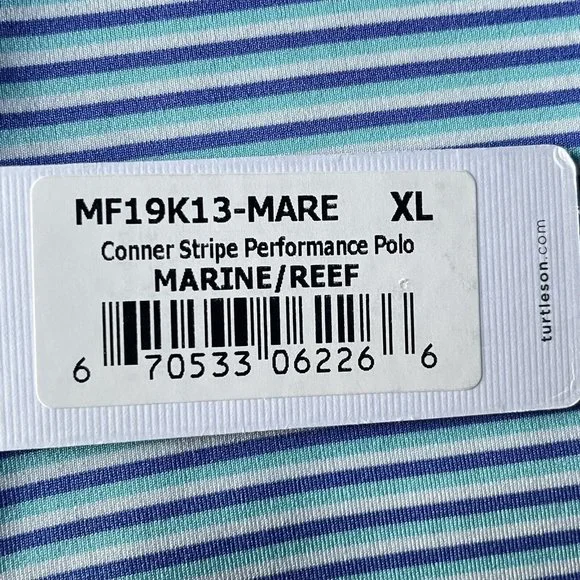 MF19K13-MARE XL
Conner Stripe Performance Polo
MARINE/REEF
6 70533 06226 6
turtleson.com